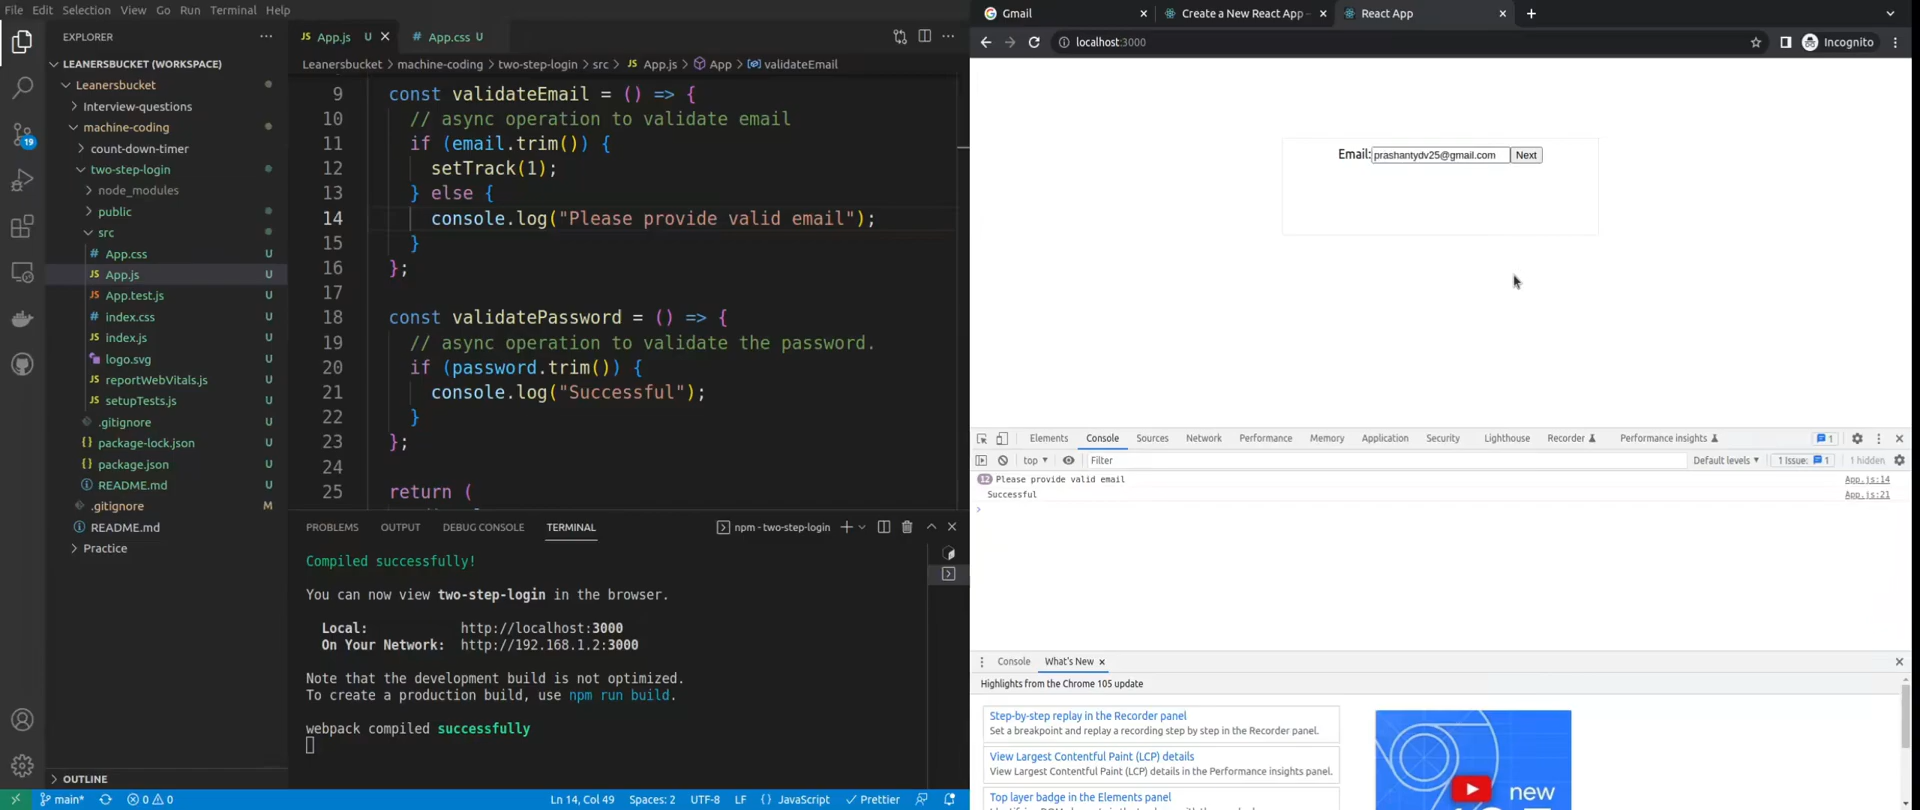 File Edit Selection View Go Run Terminal Help
EXPLORER
LEANERSBUCKET (WORKSPACE)
Leanersbucket
Interview-questions
machine-coding
count-down-timer
two-step-login
node_modules
public
src
# App.css U
JS App.js U
JS App.test.js U
# index.css U
JS index.js U
logo.svg U
JS reportWebVitals.js U
JS setupTests.js U
.gitignore U
{} package-lock.json U
{} package.json U
README.md U
.gitignore M
README.md
Practice
OUTLINE
19
JS App.js U
# App.css U
Leanersbucket > machine-coding > two-step-login > src > JS App.js > App > validateEmail
9 const validateEmail = () => {
10 // async operation to validate email
11 if (email.trim()) {
12 setTrack(1);
13 } else {
14 console.log("Please provide valid email");
15 }
16 };
17
18 const validatePassword = () => {
19 // async operation to validate the password.
20 if (password.trim()) {
21 console.log("Successful");
22 }
23 };
24
25 return (
PROBLEMS OUTPUT DEBUG CONSOLE TERMINAL
npm - two-step-login
Compiled successfully!
You can now view two-step-login in the browser.
Local: http://localhost:3000
On Your Network: http://192.168.1.2:3000
Note that the development build is not optimized.
To create a production build, use npm run build.
webpack compiled successfully
main* 0 0
Ln 14, Col 49 Spaces: 2 UTF-8 LF {} JavaScript Prettier
Gmail
Create a New React App –
React App
localhost:3000
Incognito
Email: prashantydv25@gmail.com Next
Elements Console Sources Network Performance Memory Application Security Lighthouse Recorder Performance insights 1
top Filter Default levels 1 Issue: 1 1 hidden
12 Please provide valid email App.js:14
Successful App.js:21
Console What's New
Highlights from the Chrome 105 update
Step-by-step replay in the Recorder panel
Set a breakpoint and replay a recording step by step in the Recorder panel.
View Largest Contentful Paint (LCP) details
View Largest Contentful Paint (LCP) details in the Performance insights panel.
Top layer badge in the Elements panel
new